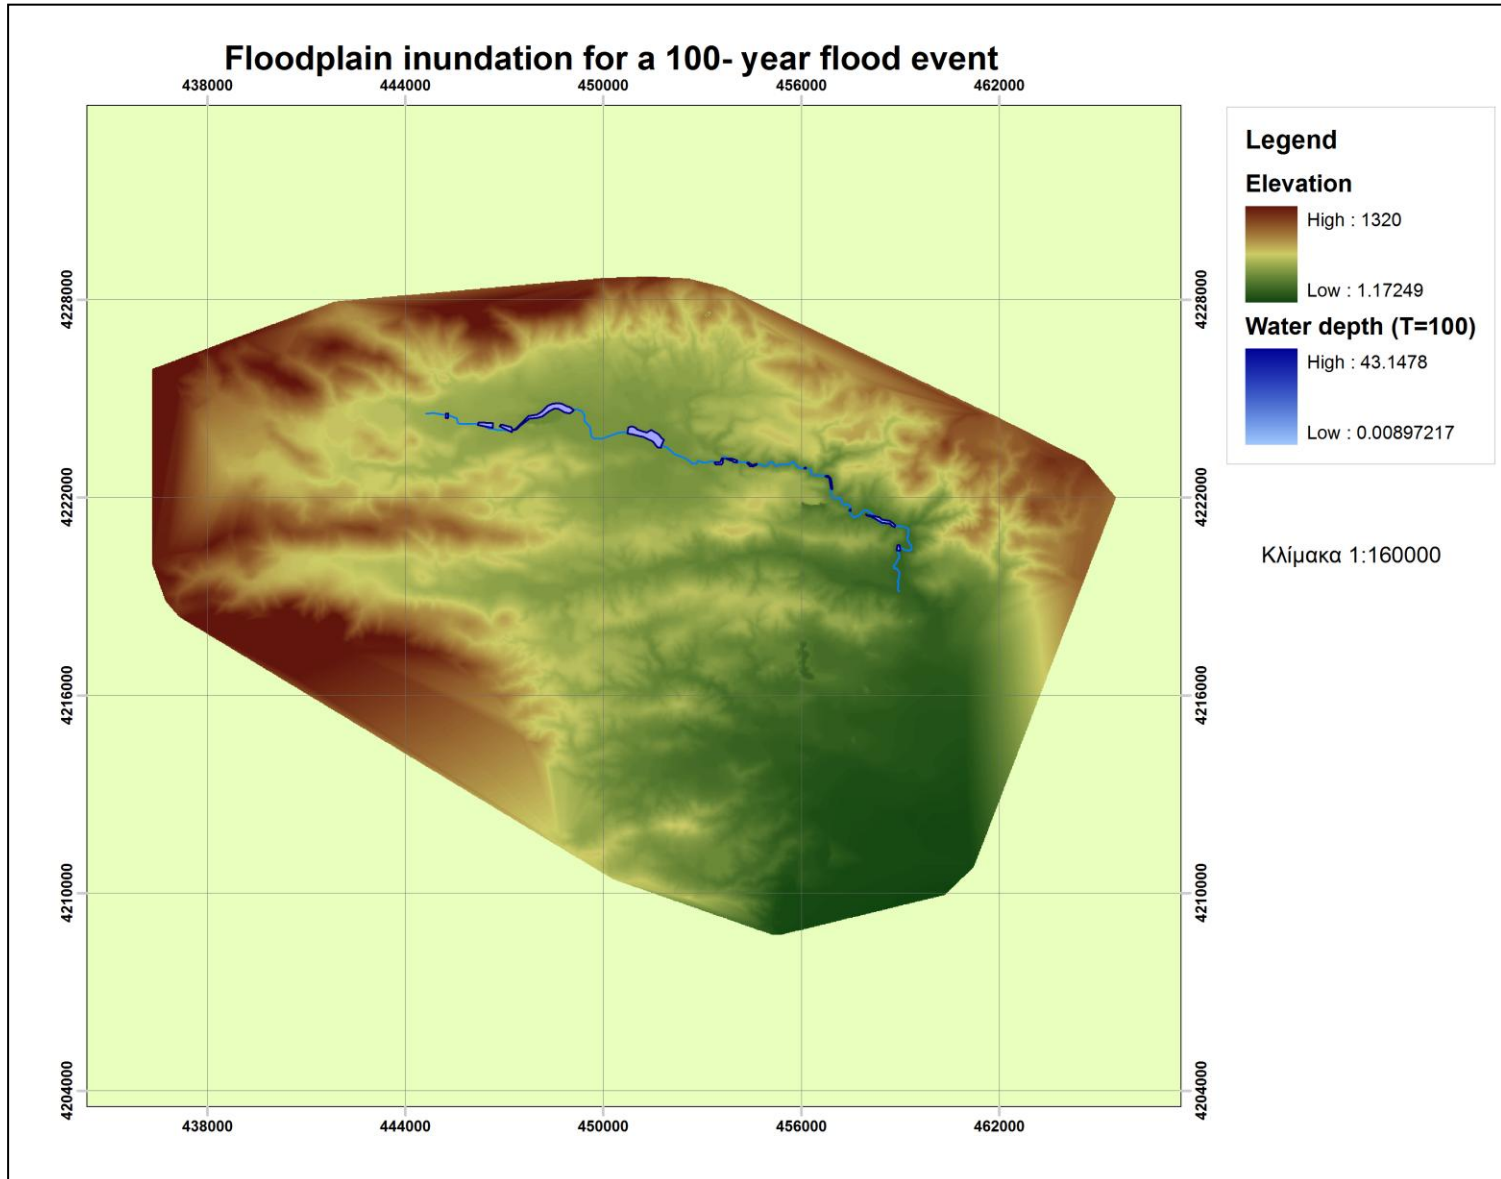 Floodplain inundation for a 100- year flood event
438000 444000 450000 456000 462000
4228000 4228000
4222000 4222000
4216000 4216000
4210000 4210000
4204000 4204000
438000 444000 450000 456000 462000
Legend
Elevation
High : 1320
Low : 1.17249
Water depth (T=100)
High : 43.1478
Low : 0.00897217
Κλίμακα 1:160000